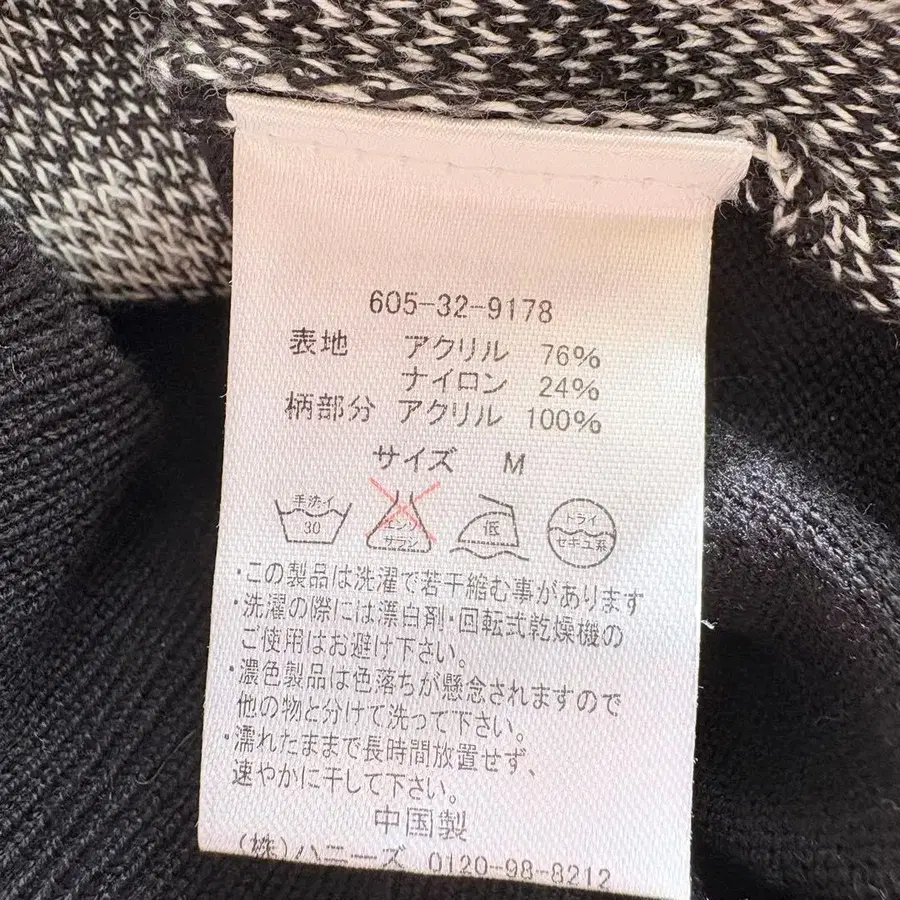 605-32-9178
表地 アクリル 76%
ナイロン 24%
柄部分 アクリル 100%
サイズ M
手洗イ 30 エンソ サラシ 低 ドライ セキユ系
・この製品は洗濯で若干縮む事があります
・洗濯の際には漂白剤・回転式乾燥機の
ご使用はお避け下さい。
・濃色製品は色落ちが懸念されますので
他の物と分けて洗って下さい。
・濡れたままで長時間放置せず、
速やかに干して下さい。
中国製
(株)ハニーズ 0120-98-8212